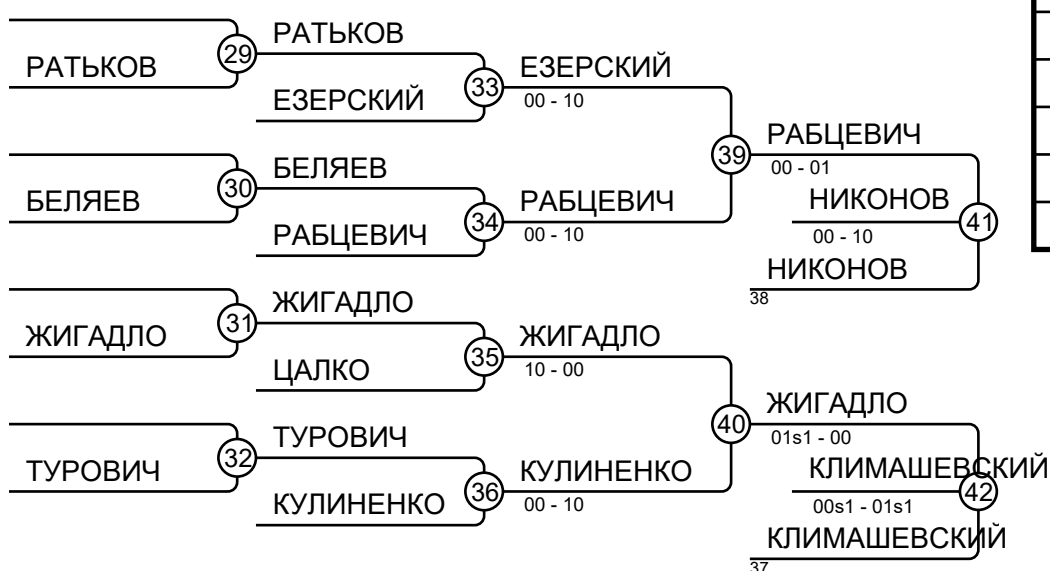 РАТЬКОВ
29
РАТЬКОВ
ЕЗЕРСКИЙ
33
ЕЗЕРСКИЙ
00 - 10
БЕЛЯЕВ
30
БЕЛЯЕВ
РАБЦЕВИЧ
34
РАБЦЕВИЧ
00 - 10
39
РАБЦЕВИЧ
00 - 01
НИКОНОВ
00 - 10
41
НИКОНОВ
38
ЖИГАДЛО
31
ЖИГАДЛО
ЦАЛКО
35
ЖИГАДЛО
10 - 00
ТУРОВИЧ
32
ТУРОВИЧ
КУЛИНЕНКО
36
КУЛИНЕНКО
00 - 10
40
ЖИГАДЛО
01s1 - 00
КЛИМАШЕВСКИЙ
00s1 - 01s1
42
КЛИМАШЕВСКИЙ
37